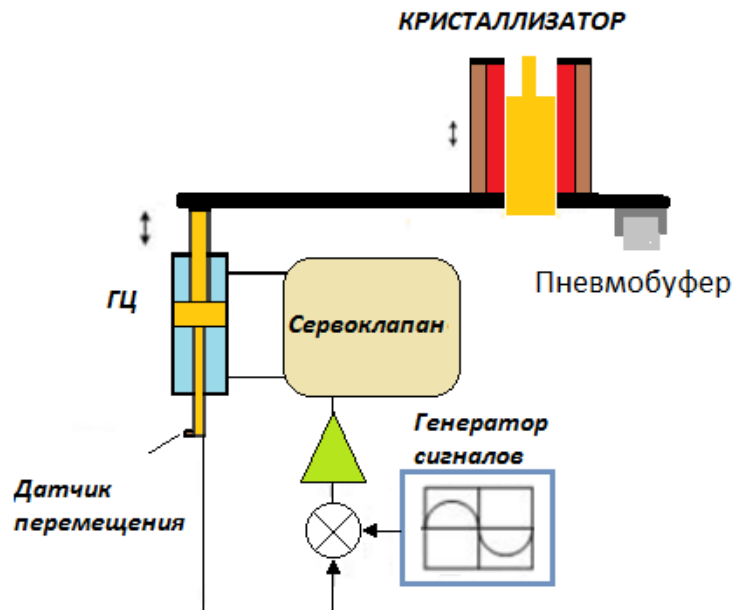 КРИСТАЛЛИЗАТОР
Пневмобуфер
ГЦ
Сервоклапан
Генератор
сигналов
Датчик
перемещения